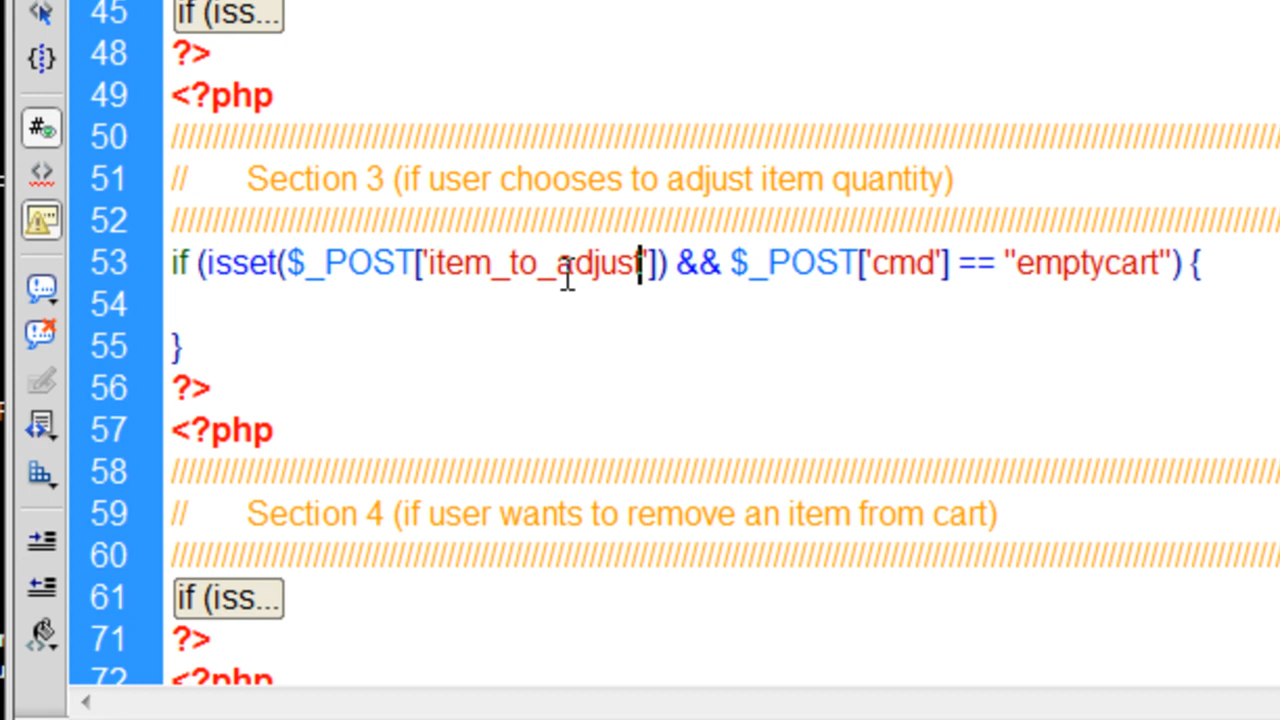 45 if (iss...
48 ?>
49 <?php
50 ////////////////////////////////////////////////////////////////////////////////////////////////////
51 // Section 3 (if user chooses to adjust item quantity)
52 ////////////////////////////////////////////////////////////////////////////////////////////////////
53 if (isset($_POST['item_to_adjust']) && $_POST['cmd'] == "emptycart") {
54
55 }
56 ?>
57 <?php
58 ////////////////////////////////////////////////////////////////////////////////////////////////////
59 // Section 4 (if user wants to remove an item from cart)
60 ////////////////////////////////////////////////////////////////////////////////////////////////////
61 if (iss...
71 ?>
72 <?php